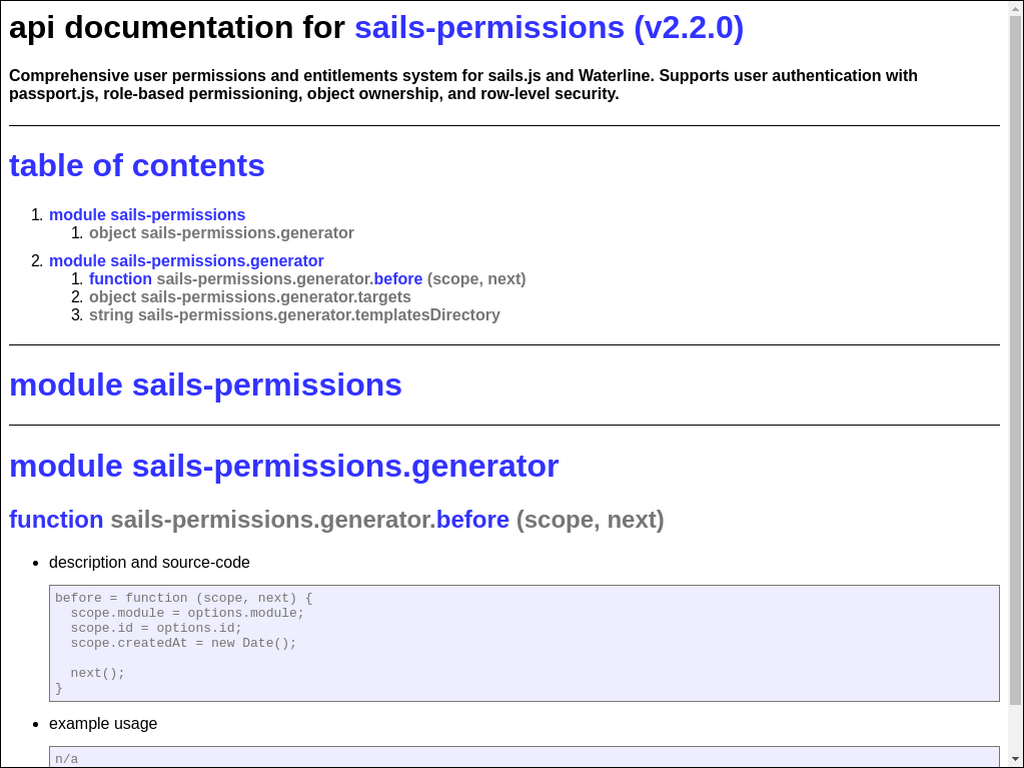 api documentation for sails-permissions (v2.2.0)
Comprehensive user permissions and entitlements system for sails.js and Waterline. Supports user authentication with
passport.js, role-based permissioning, object ownership, and row-level security.
table of contents
1. module sails-permissions
1. object sails-permissions.generator
2. module sails-permissions.generator
1. function sails-permissions.generator.before (scope, next)
2. object sails-permissions.generator.targets
3. string sails-permissions.generator.templatesDirectory
module sails-permissions
module sails-permissions.generator
function sails-permissions.generator.before (scope, next)
• description and source-code
before = function (scope, next) {
  scope.module = options.module;
  scope.id = options.id;
  scope.createdAt = new Date();
  next();
}
• example usage
n/a